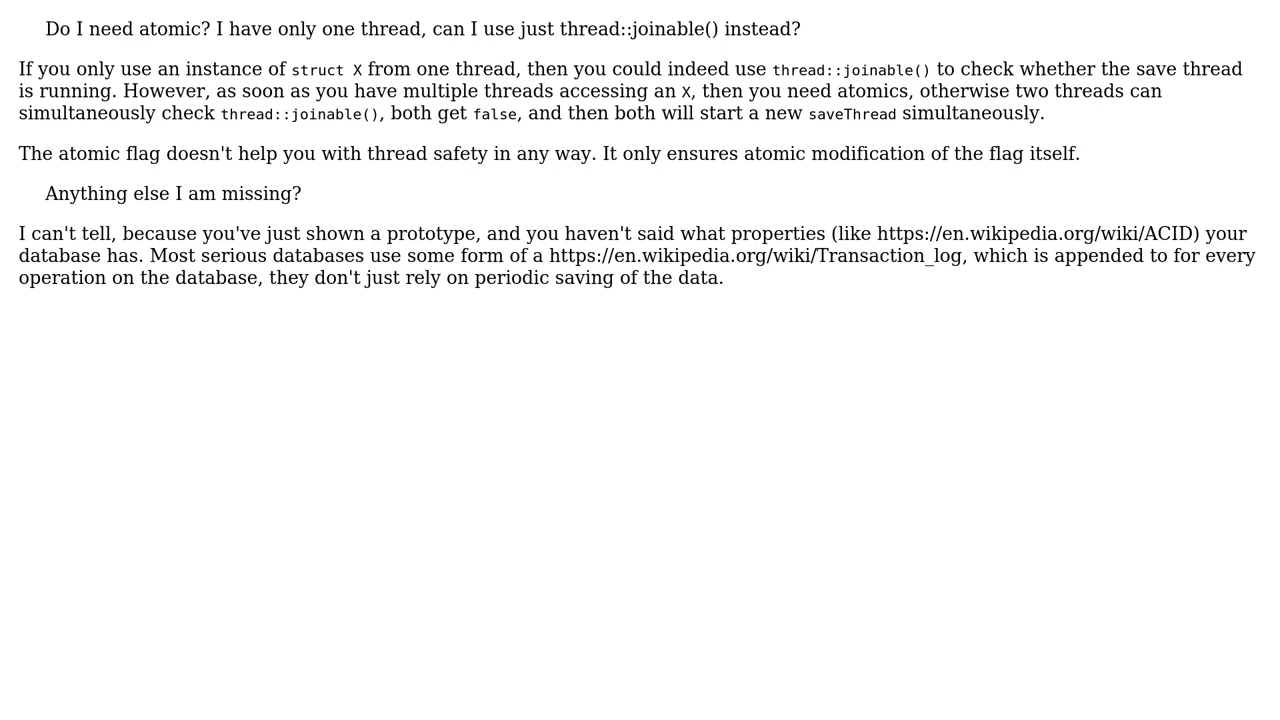 Do I need atomic? I have only one thread, can I use just thread::joinable() instead?
If you only use an instance of struct X from one thread, then you could indeed use thread::joinable() to check whether the save thread
is running. However, as soon as you have multiple threads accessing an X, then you need atomics, otherwise two threads can
simultaneously check thread::joinable(), both get false, and then both will start a new saveThread simultaneously.
The atomic flag doesn't help you with thread safety in any way. It only ensures atomic modification of the flag itself.
Anything else I am missing?
I can't tell, because you've just shown a prototype, and you haven't said what properties (like https://en.wikipedia.org/wiki/ACID) your
database has. Most serious databases use some form of a https://en.wikipedia.org/wiki/Transaction_log, which is appended to for every
operation on the database, they don't just rely on periodic saving of the data.